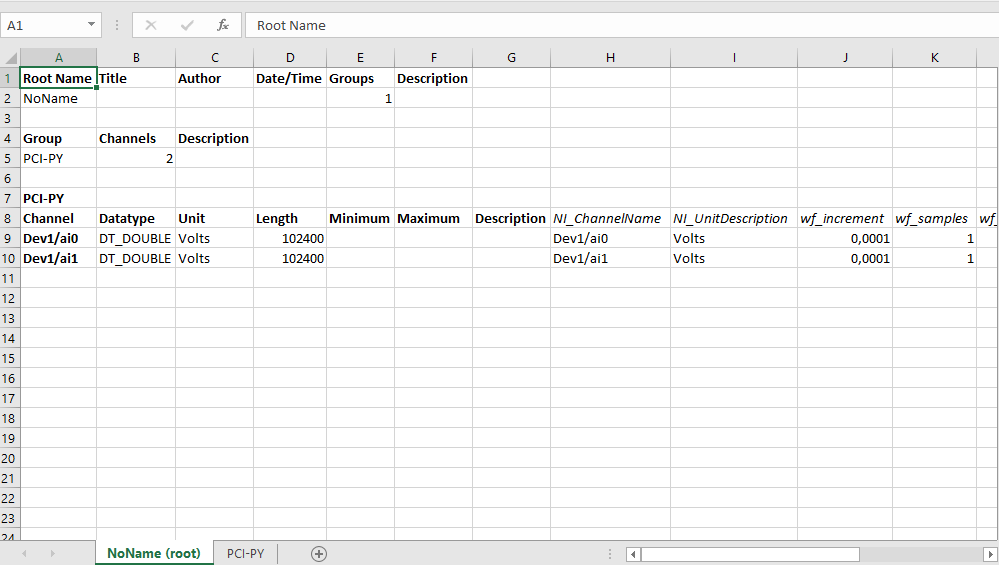 A1 fx Root Name
A B C D E F G H I J K
1 Root Name Title Author Date/Time Groups Description
2 NoName 1
3
4 Group Channels Description
5 PCI-PY 2
6
7 PCI-PY
8 Channel Datatype Unit Length Minimum Maximum Description NI_ChannelName NI_UnitDescription wf_increment wf_samples wf_
9 Dev1/ai0 DT_DOUBLE Volts 102400 Dev1/ai0 Volts 0,0001 1
10 Dev1/ai1 DT_DOUBLE Volts 102400 Dev1/ai1 Volts 0,0001 1
11
12
13
14
15
16
17
18
19
20
21
22
23
24
NoName (root) PCI-PY